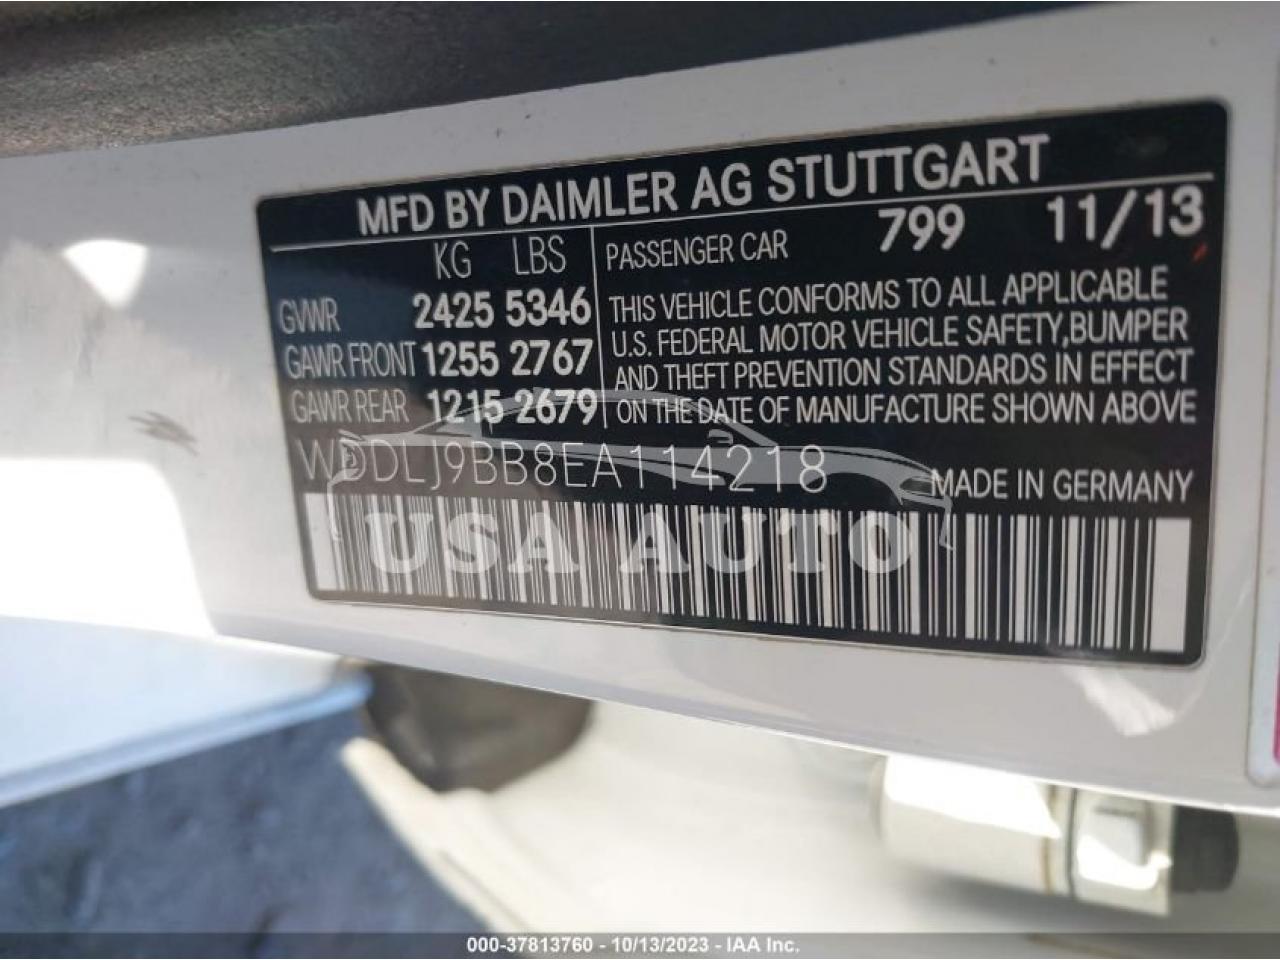 MFD BY DAIMLER AG STUTTGART
KG LBS
GVWR 2425 5346
GAWR FRONT 1255 2767
GAWR REAR 1215 2679
PASSENGER CAR 799 11/13
THIS VEHICLE CONFORMS TO ALL APPLICABLE
U.S. FEDERAL MOTOR VEHICLE SAFETY,BUMPER
AND THEFT PREVENTION STANDARDS IN EFFECT
ON THE DATE OF MANUFACTURE SHOWN ABOVE
WDDLJ9BB8EA114218
MADE IN GERMANY
USA AUTO
000-37813760 - 10/13/2023 - IAA Inc.